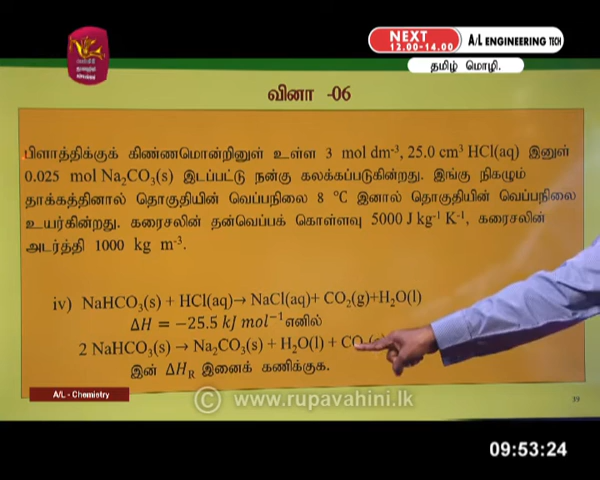 NEXT
12.00-14.00
A/L ENGINEERING TECH
தமிழ் மொழி.
வினா -06
பிளாத்திக்குக் கிண்ணமொன்றினுள் உள்ள 3 mol dm⁻³, 25.0 cm³ HCl(aq) இனுள்
0.025 mol Na₂CO₃(s) இடப்பட்டு நன்கு கலக்கப்படுகின்றது. இங்கு நிகழும்
தாக்கத்தினால் தொகுதியின் வெப்பநிலை 8 °C இனால் தொகுதியின் வெப்பநிலை
உயர்கின்றது. கரைசலின் தன்வெப்பக் கொள்ளவு 5000 J kg⁻¹ K⁻¹, கரைசலின்
அடர்த்தி 1000 kg m⁻³.
iv) NaHCO₃(s) + HCl(aq)→ NaCl(aq)+ CO₂(g)+H₂O(l)
ΔH = −25.5 kJ mol⁻¹ எனில்
2 NaHCO₃(s) → Na₂CO₃(s) + H₂O(l) + CO
இன் ΔH_R இனைக் கணிக்குக.
A/L - Chemistry
© www.rupavahini.lk
09:53:24